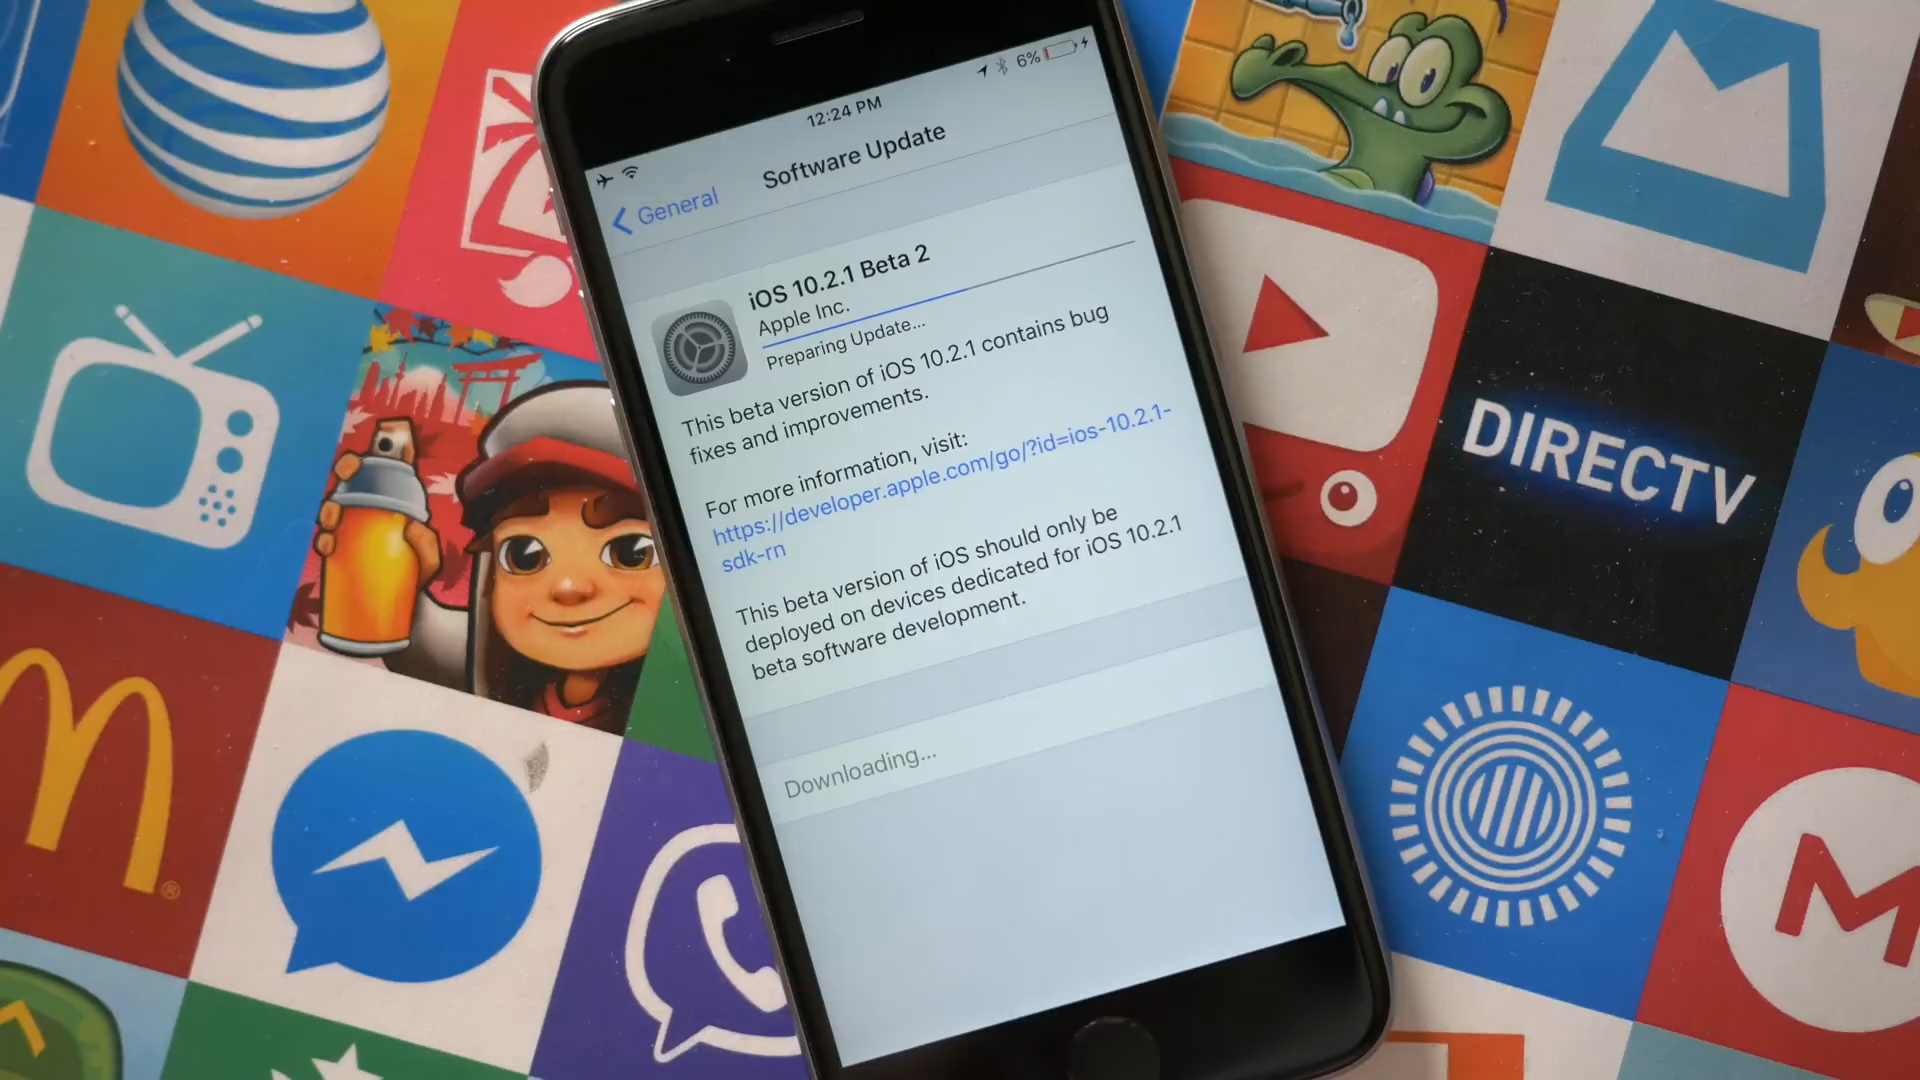 6%
12:24 PM
Software Update
General
iOS 10.2.1 Beta 2
Apple Inc.
Preparing Update...
This beta version of iOS 10.2.1 contains bug
fixes and improvements.
For more information, visit:
https://developer.apple.com/go/?id=ios-10.2.1-
sdk-rn
This beta version of iOS should only be
deployed on devices dedicated for iOS 10.2.1
beta software development.
Downloading...
DIRECTV
M
®